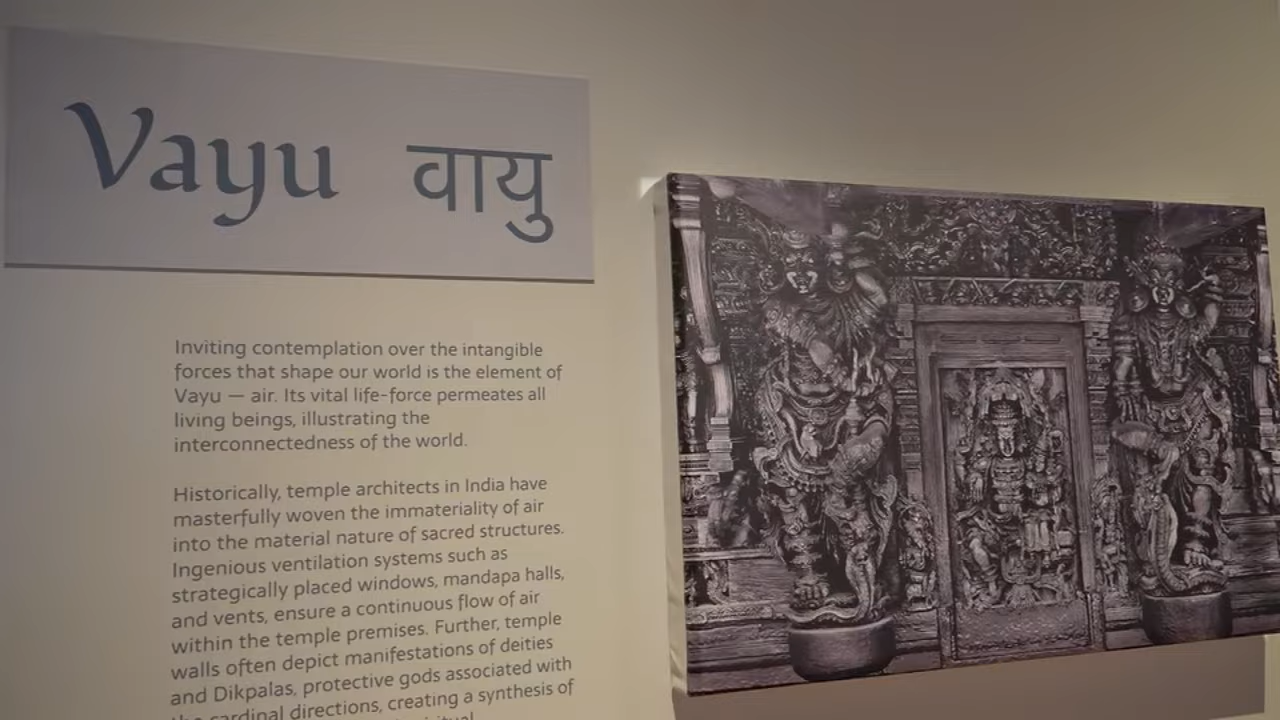 Vayu वायु
Inviting contemplation over the intangible
forces that shape our world is the element of
Vayu — air. Its vital life-force permeates all
living beings, illustrating the
interconnectedness of the world.
Historically, temple architects in India have
masterfully woven the immateriality of air
into the material nature of sacred structures.
Ingenious ventilation systems such as
strategically placed windows, mandapa halls,
and vents, ensure a continuous flow of air
within the temple premises. Further, temple
walls often depict manifestations of deities
and Dikpalas, protective gods associated with
the cardinal directions, creating a synthesis of